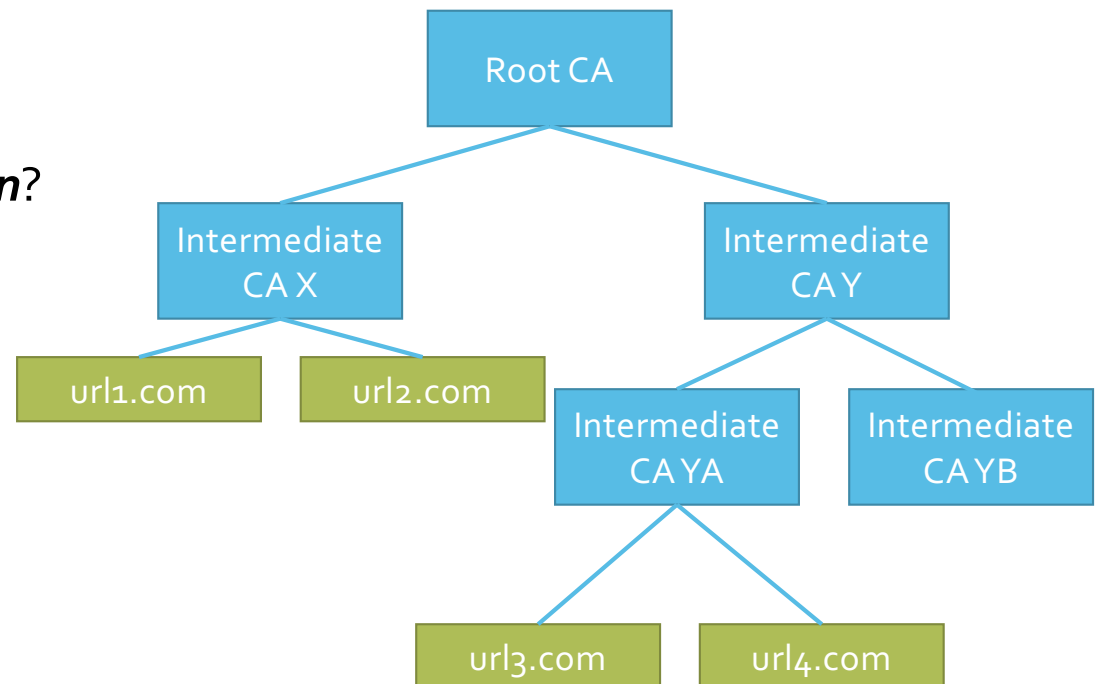 Root CA
n?
Intermediate
CA X
Intermediate
CA Y
url1.com
url2.com
Intermediate
CA YA
Intermediate
CA YB
url3.com
url4.com